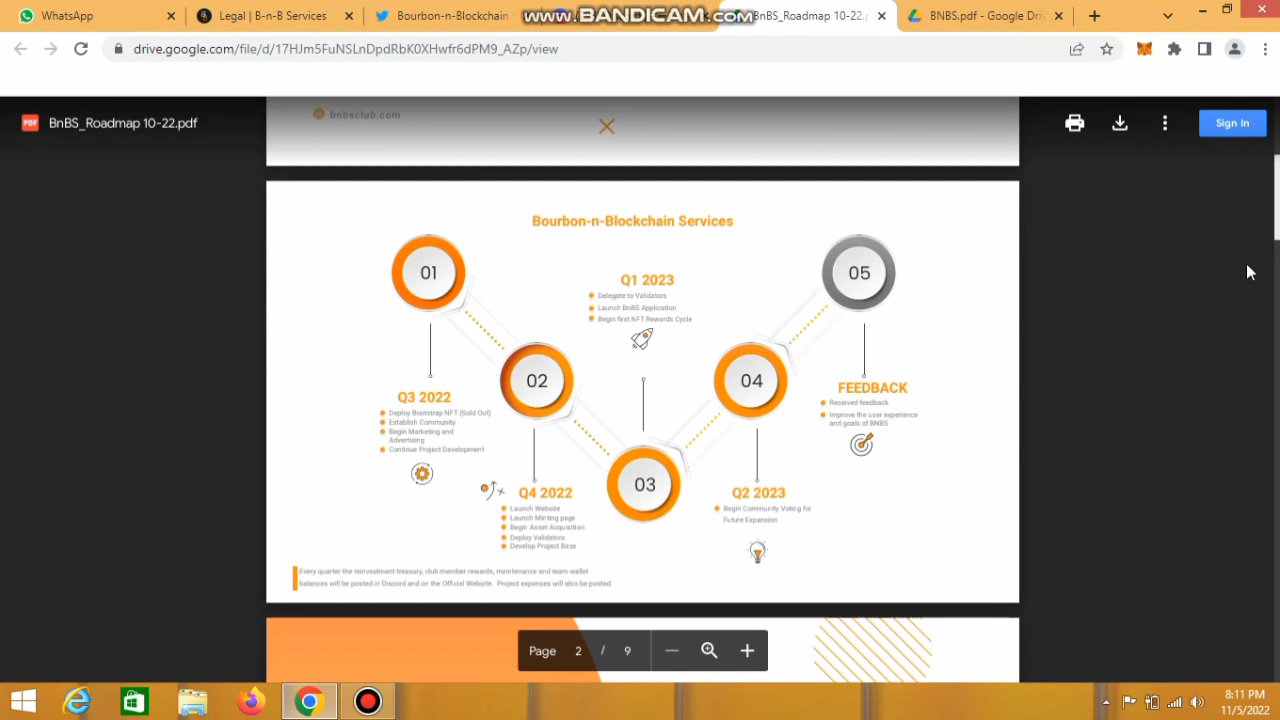 WhatsApp
Legal | B-n-B Services
Bourbon-n-Blockchain
www.BANDICAM.com
BnBS_Roadmap 10-22.p
BNBS.pdf - Google Dri
drive.google.com/file/d/17HJm5FuNSLnDpdRbK0XHwfr6dPM9_AZp/view
PDF
BnBS_Roadmap 10-22.pdf
Sign In
bnbsclub.com
Bourbon-n-Blockchain Services
01
02
03
04
05
Q3 2022
Deploy Bootstrap NFT (Sold Out)
Establish Community
Begin Marketing and
Advertising
Continue Project Development
Q4 2022
Launch Website
Launch Minting page
Begin Asset Acquisition
Deploy Validators
Develop Project Base
Q1 2023
Delegate to Validators
Launch BnBS Application
Begin first NFT Rewards Cycle
Q2 2023
Begin Community Voting for
Future Expansion
FEEDBACK
Received feedback
Improve the user experience
and goals of BNBS
Every quarter the reinvestment treasury, club member rewards, maintenance and team wallet
balances will be posted in Discord and on the Official Website. Project expenses will also be posted.
Page 2 / 9
8:11 PM
11/5/2022